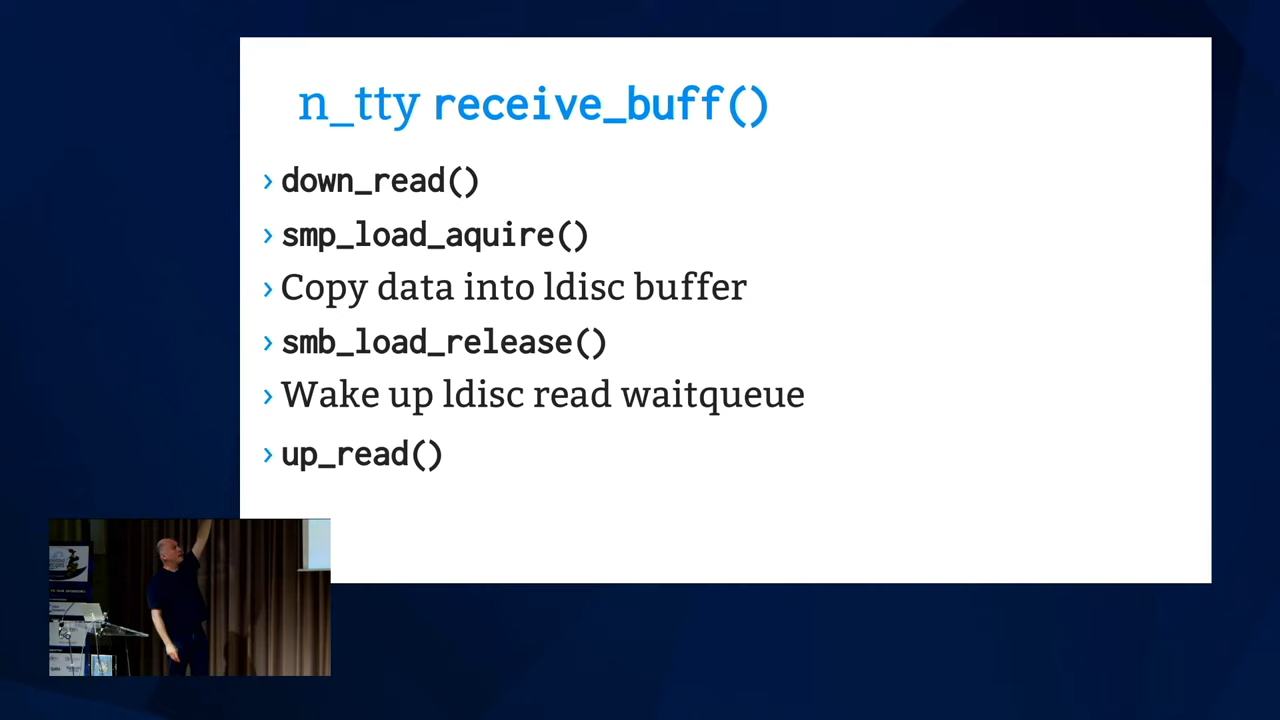 n_tty receive_buff()
› down_read()
› smp_load_aquire()
› Copy data into ldisc buffer
› smb_load_release()
› Wake up ldisc read waitqueue
› up_read()